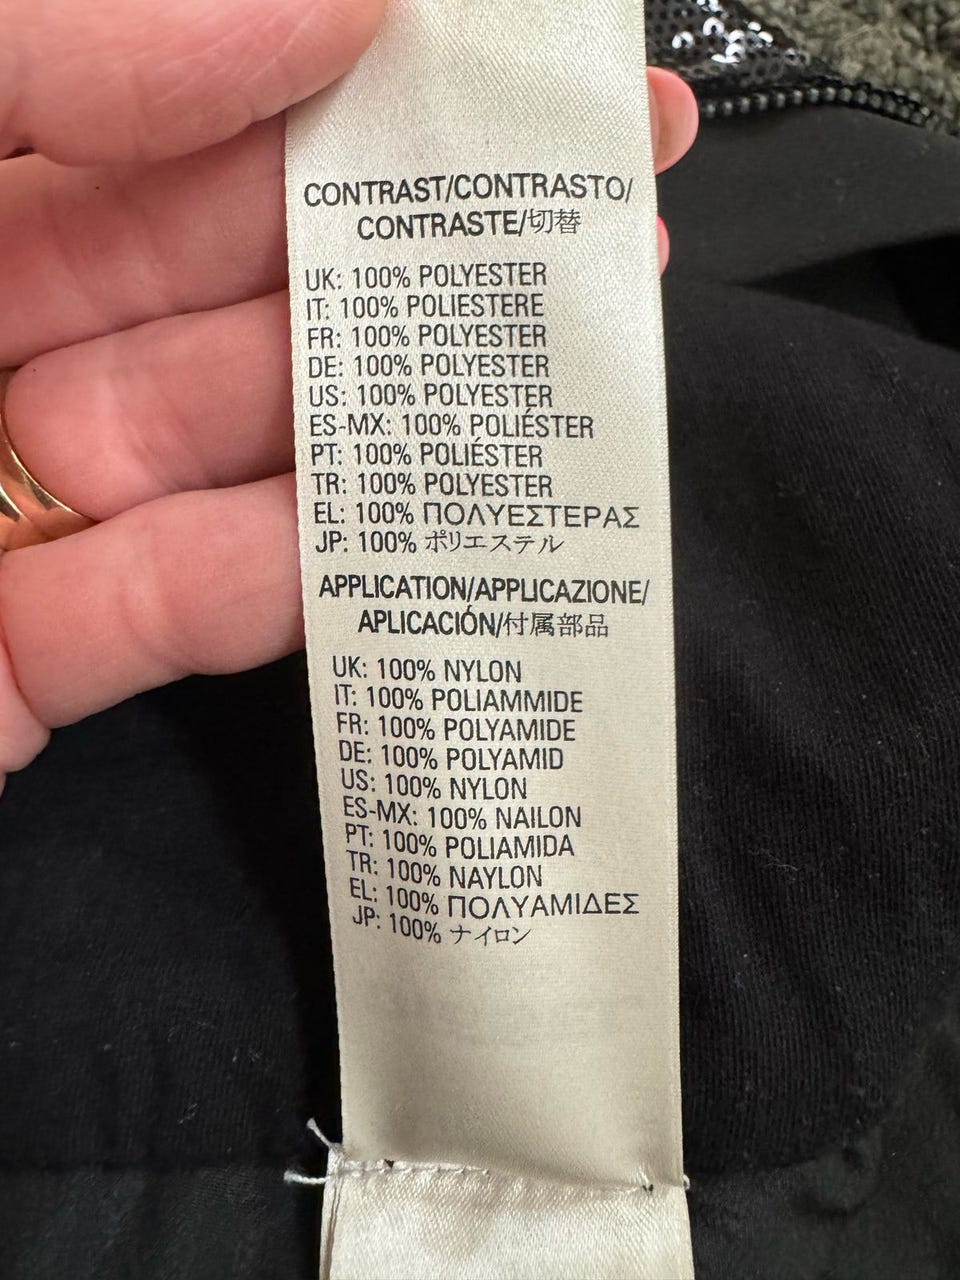 CONTRAST/CONTRASTO/
CONTRASTE/切替
UK: 100% POLYESTER
IT: 100% POLIESTERE
FR: 100% POLYESTER
DE: 100% POLYESTER
US: 100% POLYESTER
ES-MX: 100% POLIÉSTER
PT: 100% POLIÉSTER
TR: 100% POLYESTER
EL: 100% ΠΟΛΥΕΣΤΕΡΑΣ
JP: 100% ポリエステル
APPLICATION/APPLICAZIONE/
APLICACIÓN/付属部品
UK: 100% NYLON
IT: 100% POLIAMMIDE
FR: 100% POLYAMIDE
DE: 100% POLYAMID
US: 100% NYLON
ES-MX: 100% NAILON
PT: 100% POLIAMIDA
TR: 100% NAYLON
EL: 100% ΠΟΛΥΑΜΙΔΕΣ
JP: 100% ナイロン